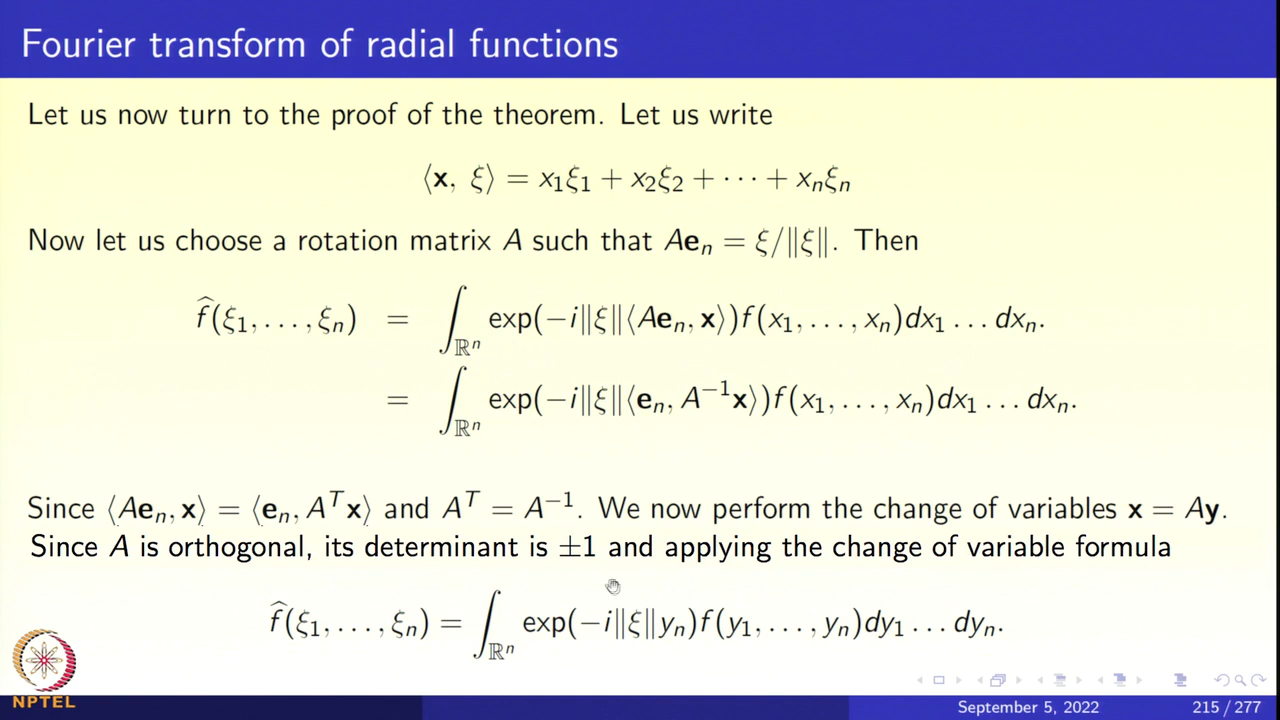 Fourier transform of radial functions
Let us now turn to the proof of the theorem. Let us write
⟨x, ξ⟩ = x₁ξ₁ + x₂ξ₂ + ⋯ + xₙξₙ
Now let us choose a rotation matrix A such that Aeₙ = ξ/‖ξ‖. Then
f̂(ξ₁, . . . , ξₙ) = ∫_ℝⁿ exp(−i‖ξ‖⟨Aeₙ, x⟩)f(x₁, . . . , xₙ)dx₁ . . . dxₙ.
= ∫_ℝⁿ exp(−i‖ξ‖⟨eₙ, A⁻¹x⟩)f(x₁, . . . , xₙ)dx₁ . . . dxₙ.
Since ⟨Aeₙ, x⟩ = ⟨eₙ, Aᵀx⟩ and Aᵀ = A⁻¹. We now perform the change of variables x = Ay.
Since A is orthogonal, its determinant is ±1 and applying the change of variable formula
f̂(ξ₁, . . . , ξₙ) = ∫_ℝⁿ exp(−i‖ξ‖yₙ)f(y₁, . . . , yₙ)dy₁ . . . dyₙ.
NPTEL
September 5, 2022 215 / 277